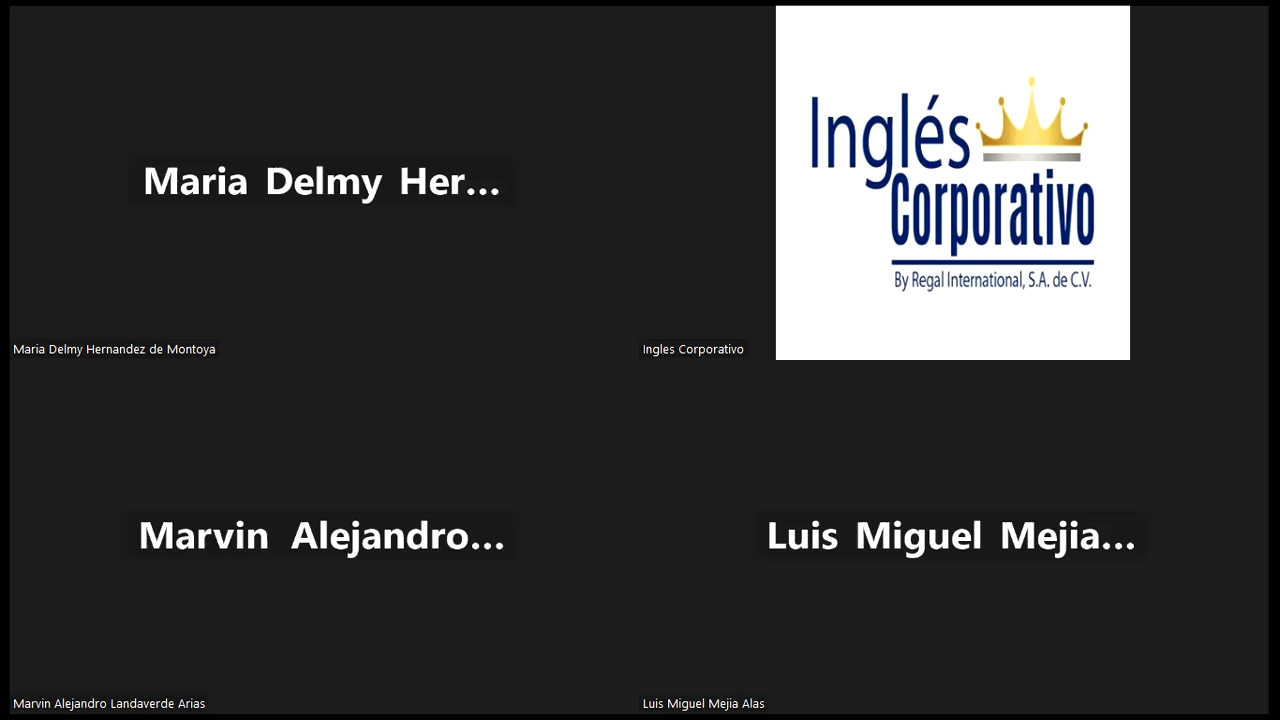 Maria Delmy Her...
Inglés
Corporativo
By Regal International, S.A. de C.V.
Maria Delmy Hernandez de Montoya
Ingles Corporativo
Marvin Alejandro...
Luis Miguel Mejia...
Marvin Alejandro Landaverde Arias
Luis Miguel Mejia Alas